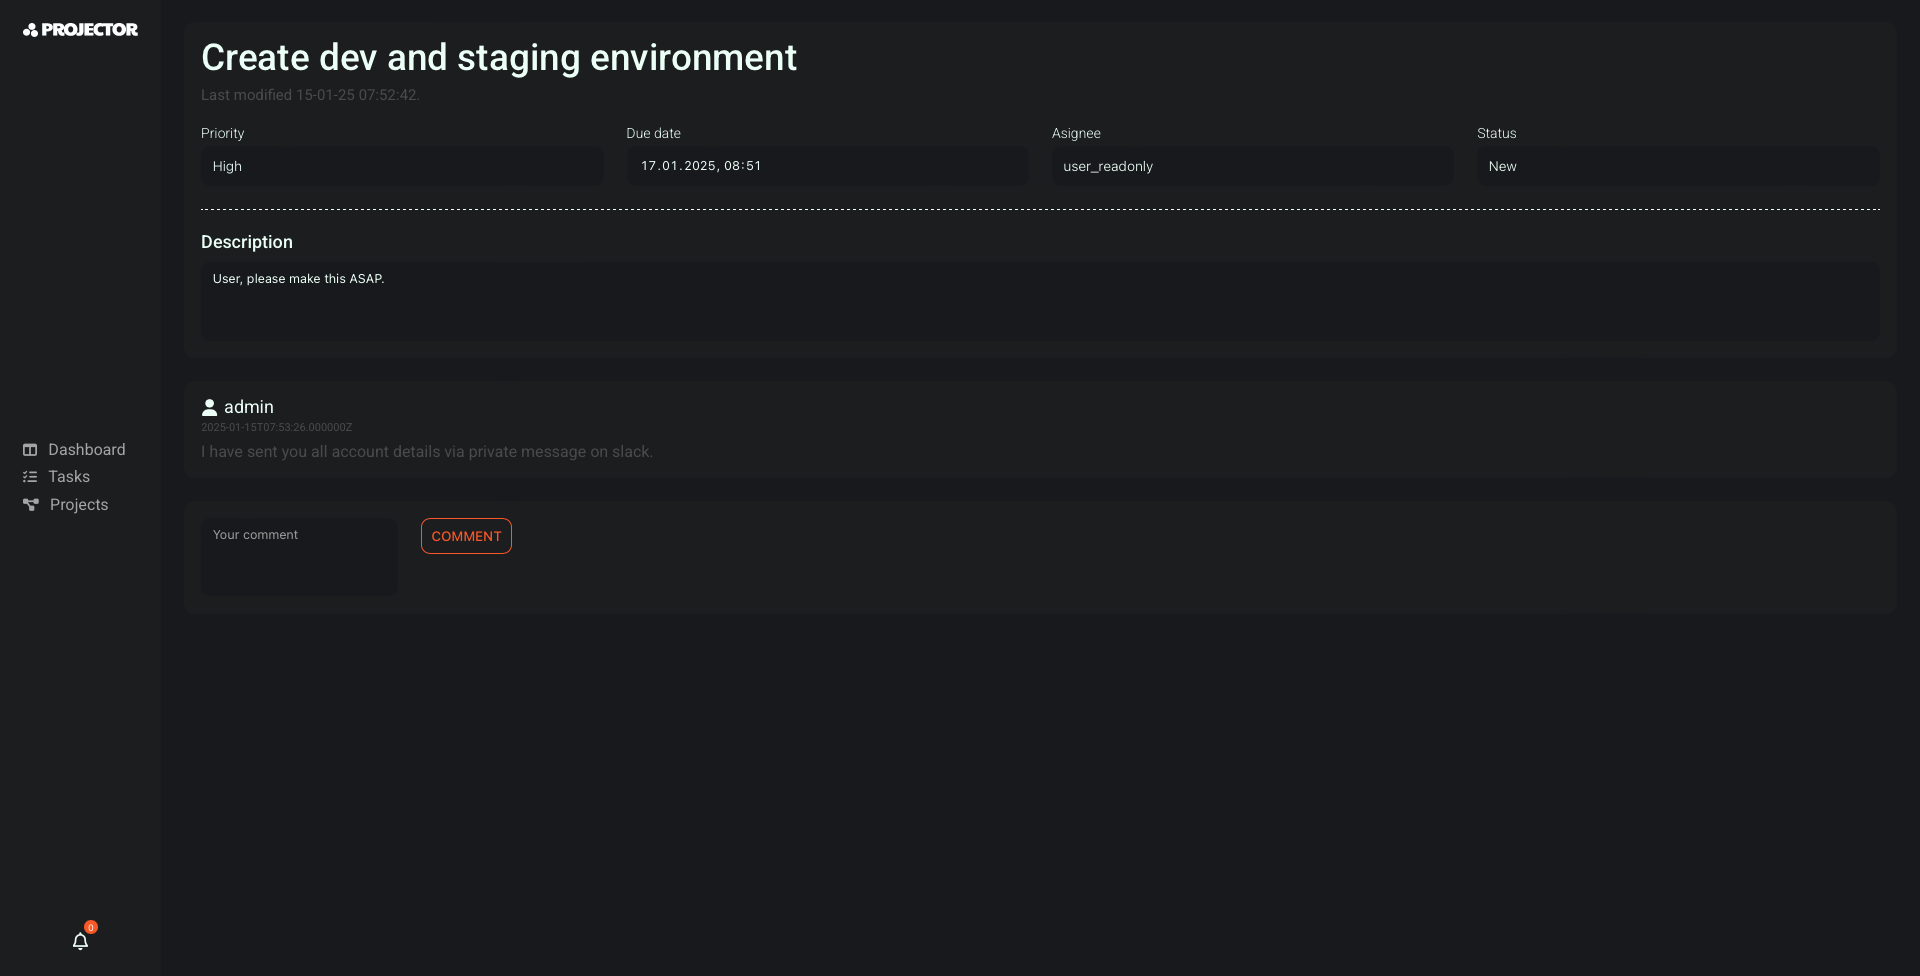 PROJECTOR
Create dev and staging environment
Last modified 15-01-25 07:52:42.
Priority
High
Due date
17.01.2025, 08:51
Asignee
user_readonly
Status
New
Description
User, please make this ASAP.
admin
2025-01-15T07:53:26.000000Z
I have sent you all account details via private message on slack.
Your comment
COMMENT
Dashboard
Tasks
Projects
0